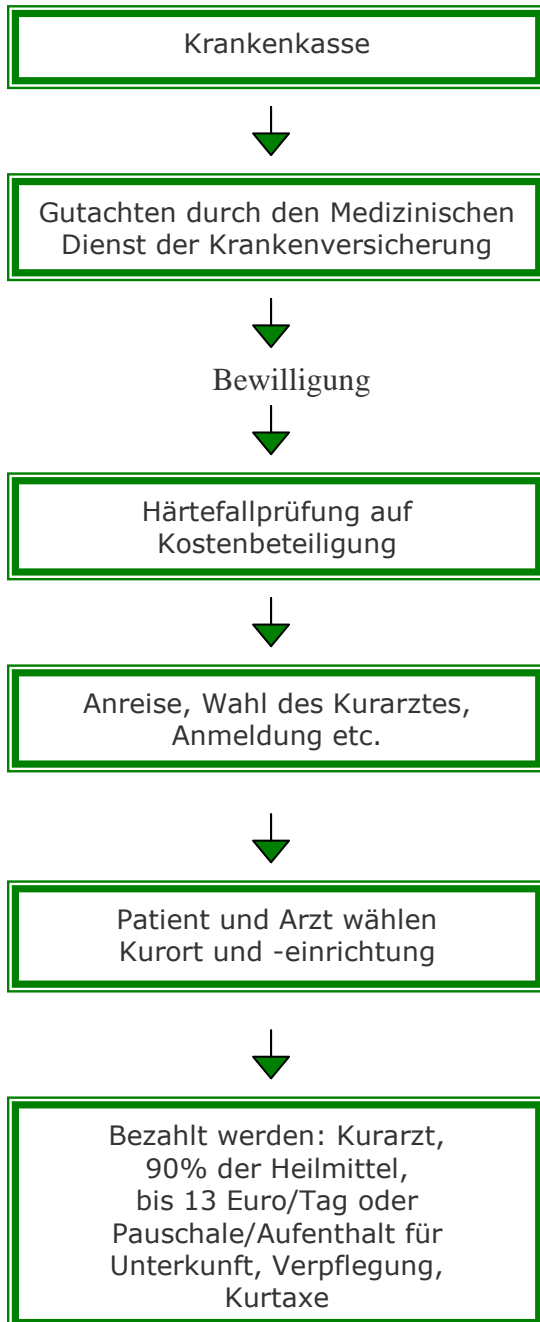 Krankenkasse
Gutachten durch den Medizinischen
Dienst der Krankenversicherung
Bewilligung
Härtefallprüfung auf
Kostenbeteiligung
Anreise, Wahl des Kurarztes,
Anmeldung etc.
Patient und Arzt wählen
Kurort und -einrichtung
Bezahlt werden: Kurarzt,
90% der Heilmittel,
bis 13 Euro/Tag oder
Pauschale/Aufenthalt für
Unterkunft, Verpflegung,
Kurtaxe